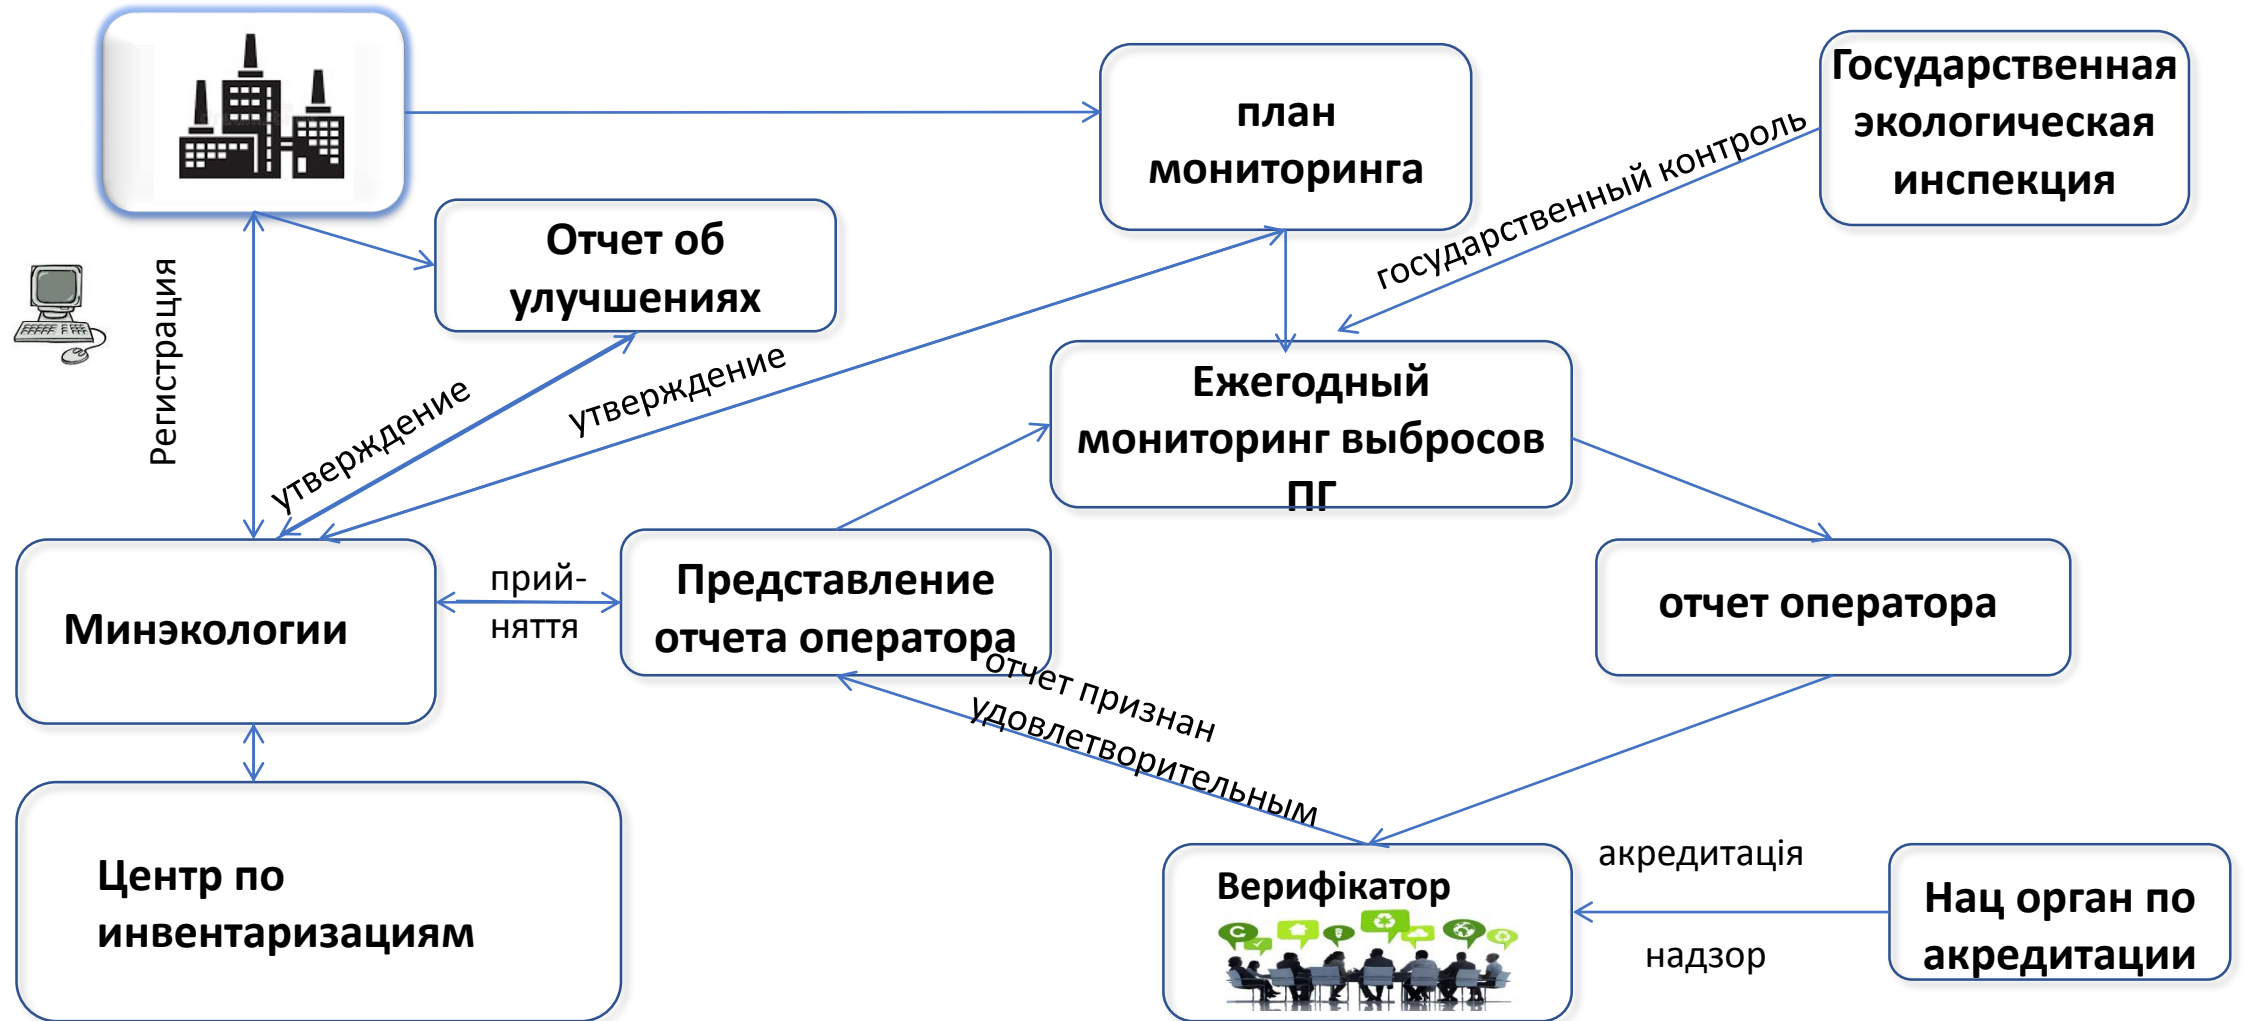 план
мониторинга
Государственная
экологическая
инспекция
государственный контроль
Отчет об
улучшениях
Регистрация
утверждение
утверждение
Ежегодный
мониторинг выбросов
ПГ
Минэкологии
прий-
няття
Представление
отчета оператора
отчет оператора
отчет признан
удовлетворительным
Центр по
инвентаризациям
Верифікатор
акредитація
надзор
Нац орган по
акредитации